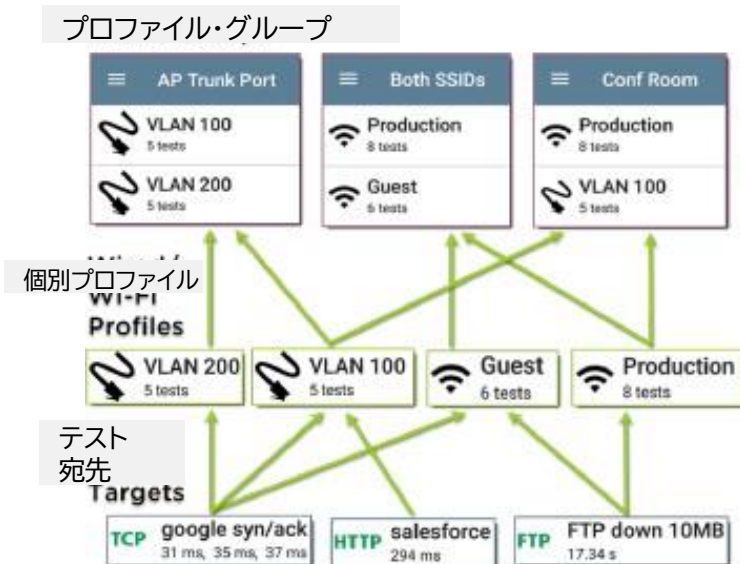 プロファイル・グループ
AP Trunk Port
VLAN 100
5 tests
VLAN 200
5 tests
Both SSIDs
Production
8 tests
Guest
6 tests
Conf Room
Production
8 tests
VLAN 100
5 tests
個別プロファイル
Wi-Fi
Profiles
VLAN 200
5 tests
VLAN 100
5 tests
Guest
6 tests
Production
8 tests
テスト
宛先
Targets
TCP google syn/ack
31 ms, 35 ms, 37 ms
HTTP salesforce
294 ms
FTP FTP down 10MB
17.34 s